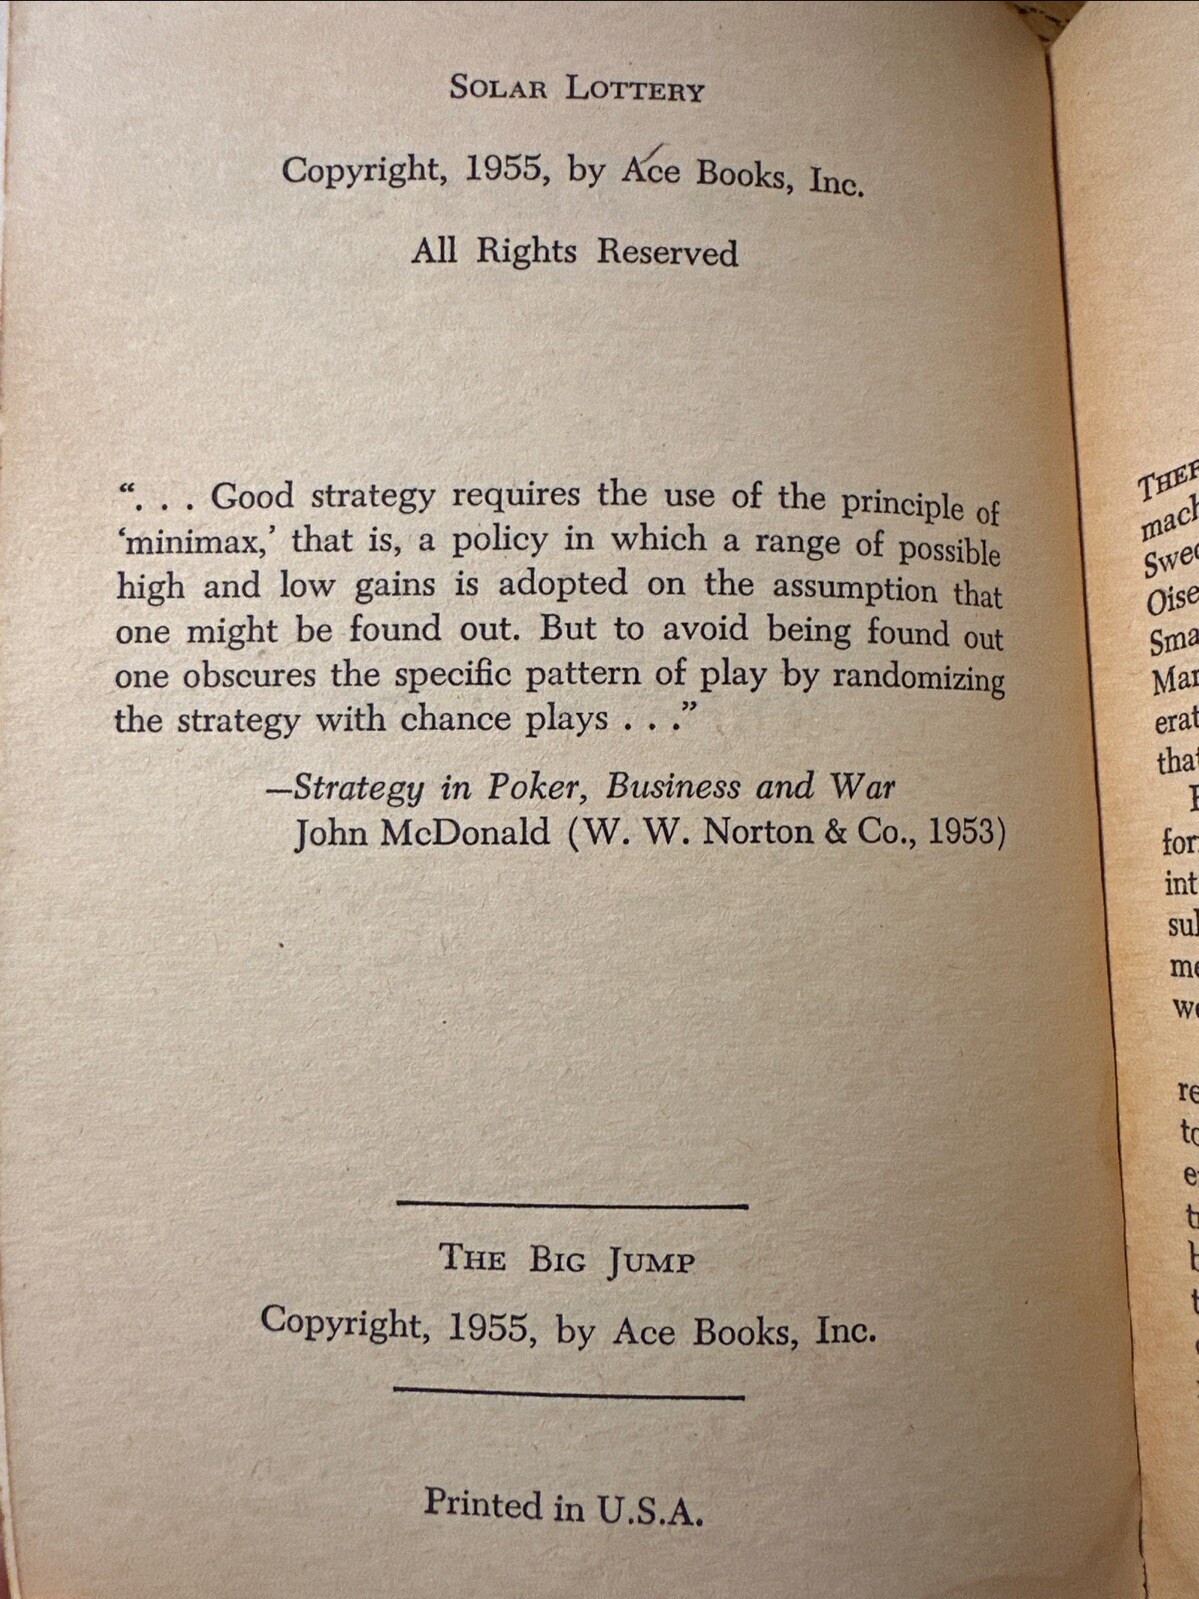 SOLAR LOTTERY
Copyright, 1955, by Ace Books, Inc.
All Rights Reserved
“. . . Good strategy requires the use of the principle of
‘minimax,’ that is, a policy in which a range of possible
high and low gains is adopted on the assumption that
one might be found out. But to avoid being found out
one obscures the specific pattern of play by randomizing
the strategy with chance plays . . .”
—Strategy in Poker, Business and War
John McDonald (W. W. Norton & Co., 1953)
THE BIG JUMP
Copyright, 1955, by Ace Books, Inc.
Printed in U.S.A.